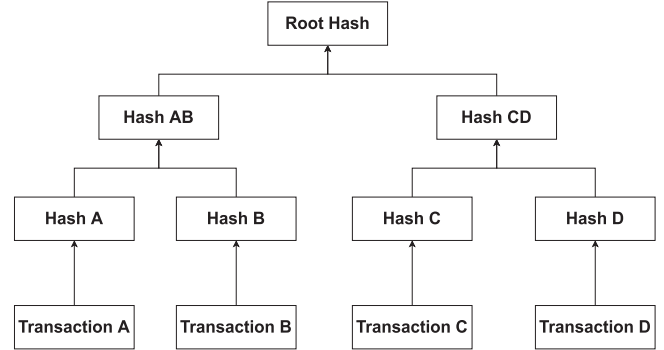 Root Hash
Hash AB
Hash CD
Hash A
Hash B
Hash C
Hash D
Transaction A
Transaction B
Transaction C
Transaction D